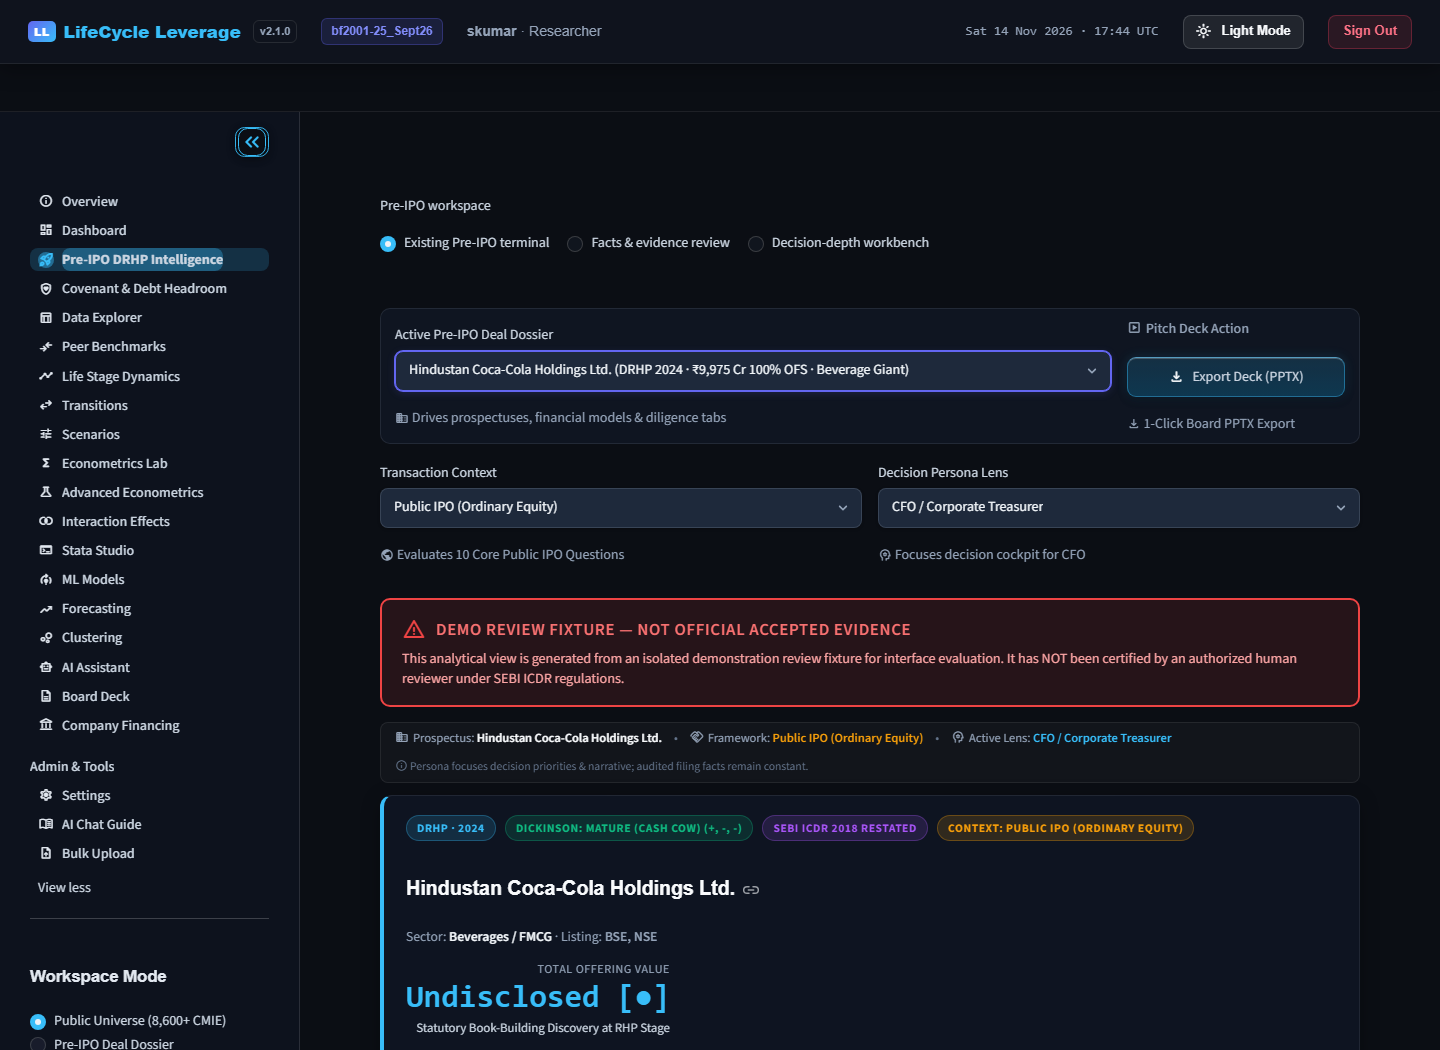 LL LifeCycle Leverage v2.1.0 bf2001-25_Sept26 skumar · Researcher Sat 14 Nov 2026 · 17:44 UTC Light Mode Sign Out
Overview
Dashboard
Pre-IPO DRHP Intelligence
Covenant & Debt Headroom
Data Explorer
Peer Benchmarks
Life Stage Dynamics
Transitions
Scenarios
Econometrics Lab
Advanced Econometrics
Interaction Effects
Stata Studio
ML Models
Forecasting
Clustering
AI Assistant
Board Deck
Company Financing
Admin & Tools
Settings
AI Chat Guide
Bulk Upload
View less
Workspace Mode
Public Universe (8,600+ CMIE)
Pre-IPO Deal Dossier
Pre-IPO workspace
Existing Pre-IPO terminal Facts & evidence review Decision-depth workbench
Active Pre-IPO Deal Dossier
Hindustan Coca-Cola Holdings Ltd. (DRHP 2024 · ₹9,975 Cr 100% OFS · Beverage Giant)
Drives prospectuses, financial models & diligence tabs
Pitch Deck Action
Export Deck (PPTX)
1-Click Board PPTX Export
Transaction Context
Public IPO (Ordinary Equity)
Evaluates 10 Core Public IPO Questions
Decision Persona Lens
CFO / Corporate Treasurer
Focuses decision cockpit for CFO
DEMO REVIEW FIXTURE — NOT OFFICIAL ACCEPTED EVIDENCE
This analytical view is generated from an isolated demonstration review fixture for interface evaluation. It has NOT been certified by an authorized human
reviewer under SEBI ICDR regulations.
Prospectus: Hindustan Coca-Cola Holdings Ltd. • Framework: Public IPO (Ordinary Equity) • Active Lens: CFO / Corporate Treasurer
Persona focuses decision priorities & narrative; audited filing facts remain constant.
DRHP · 2024 DICKINSON: MATURE (CASH COW) (+, -, -) SEBI ICDR 2018 RESTATED CONTEXT: PUBLIC IPO (ORDINARY EQUITY)
Hindustan Coca-Cola Holdings Ltd.
Sector: Beverages / FMCG · Listing: BSE, NSE
TOTAL OFFERING VALUE
Undisclosed [●]
Statutory Book-Building Discovery at RHP Stage